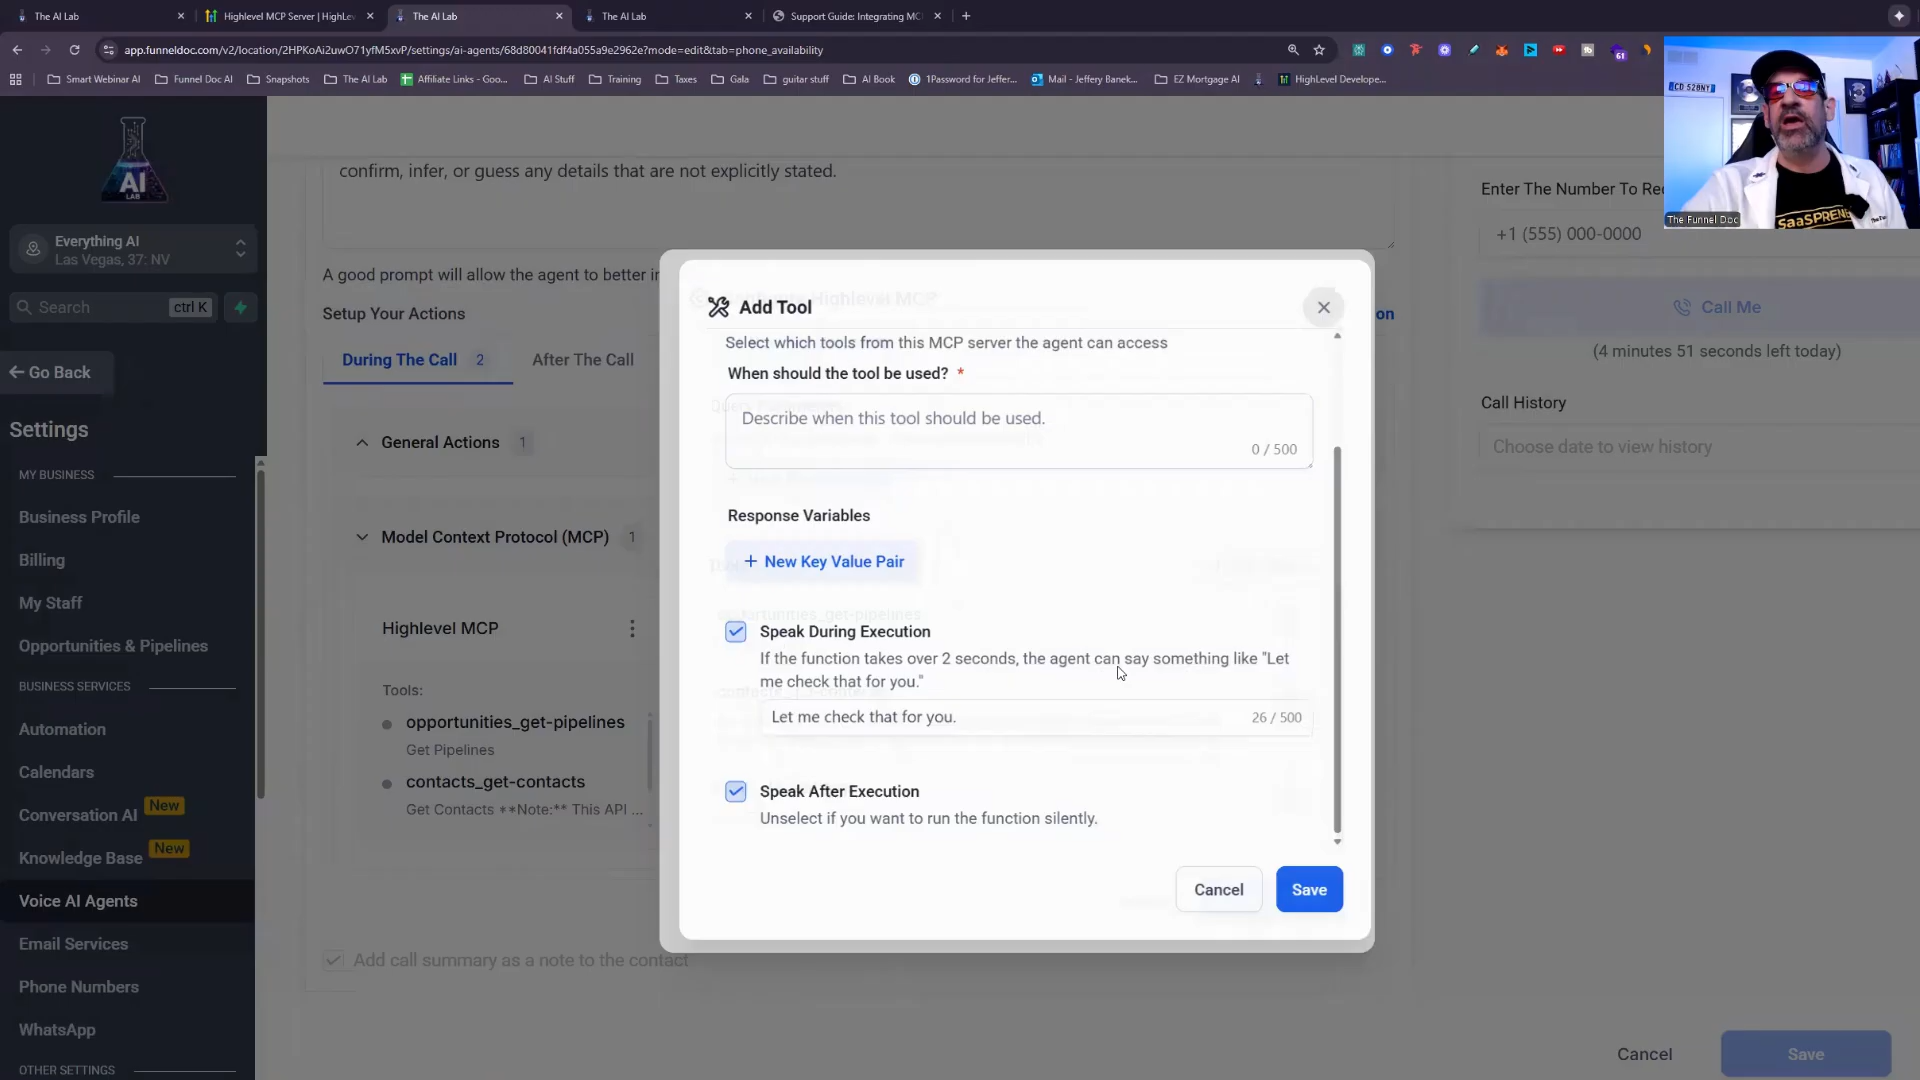 The AI Lab
Highlevel MCP Server | HighLev
The AI Lab
The AI Lab
Support Guide: Integrating MC
app.funneldoc.com/v2/location/2HPKoAi2uwO71yfM5xvP/settings/ai-agents/68d80041fdf4a055a9e2962e?mode=edit&tab=phone_availability
61
Smart Webinar AI
Funnel Doc AI
Snapshots
The AI Lab
Affiliate Links - Goo...
AI Stuff
Training
Taxes
Gala
guitar stuff
AI Book
1Password for Jeffer...
Mail - Jeffery Banek...
EZ Mortgage AI
HighLevel Develope...
CD 528NY
SaaSPREN
The Funnel Doc
AI
LAB
Everything AI
Las Vegas, 37: NV
Search
ctrl K
Go Back
Settings
MY BUSINESS
Business Profile
Billing
My Staff
Opportunities & Pipelines
BUSINESS SERVICES
Automation
Calendars
Conversation AI
New
Knowledge Base
New
Voice AI Agents
Email Services
Phone Numbers
WhatsApp
OTHER SETTINGS
confirm, infer, or guess any details that are not explicitly stated.
A good prompt will allow the agent to better in
Setup Your Actions
on
During The Call 2
After The Call
General Actions 1
Model Context Protocol (MCP) 1
Highlevel MCP
Tools:
opportunities_get-pipelines
Get Pipelines
contacts_get-contacts
Get Contacts **Note:** This API ...
Add call summary as a note to the contact
Add Tool
Select which tools from this MCP server the agent can access
When should the tool be used? *
Describe when this tool should be used.
0 / 500
Response Variables
+ New Key Value Pair
Speak During Execution
If the function takes over 2 seconds, the agent can say something like "Let
me check that for you."
Let me check that for you.
26 / 500
Speak After Execution
Unselect if you want to run the function silently.
Cancel
Save
Enter The Number To Rec
+1 (555) 000-0000
Call Me
(4 minutes 51 seconds left today)
Call History
Choose date to view history
Cancel
Save